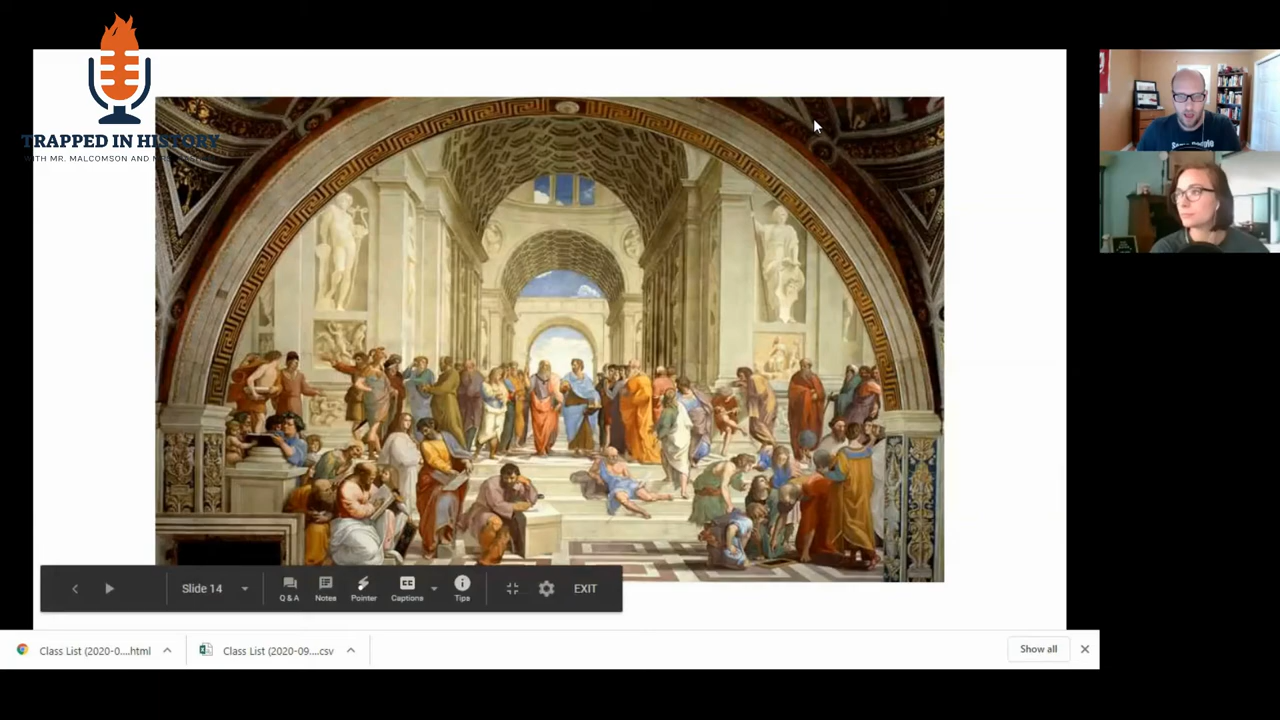 TRAPPED IN HISTORY
WITH MR. MALCOMSON AND
Slide 14
Q & A
Notes
Pointer
CC
Captions
Tips
EXIT
Class List (2020-0....html
Class List (2020-09....csv
Show all